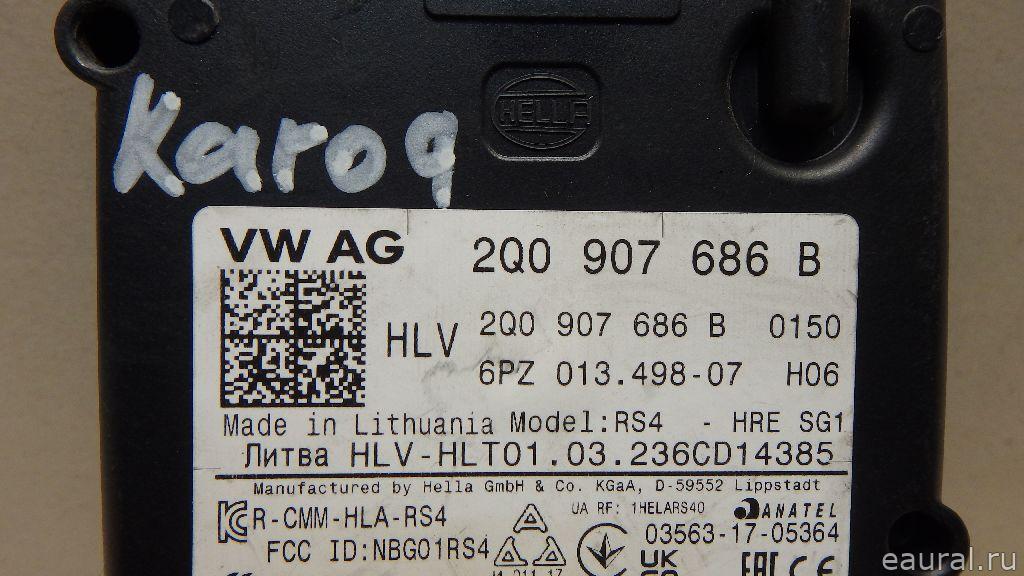 HELLA
Karoq
VW AG 2Q0 907 686 B
HLV 2Q0 907 686 B 0150
6PZ 013.498-07 H06
Made in Lithuania Model:RS4 - HRE SG1
Литва HLV-HLT01.03.236CD14385
Manufactured by Hella GmbH & Co. KGaA, D-59552 Lippstadt
R-CMM-HLA-RS4 UA RF: 1HELARS40 ANATEL
03563-17-05364
FCC ID:NBG01RS4
UK EAC CE
eaural.ru